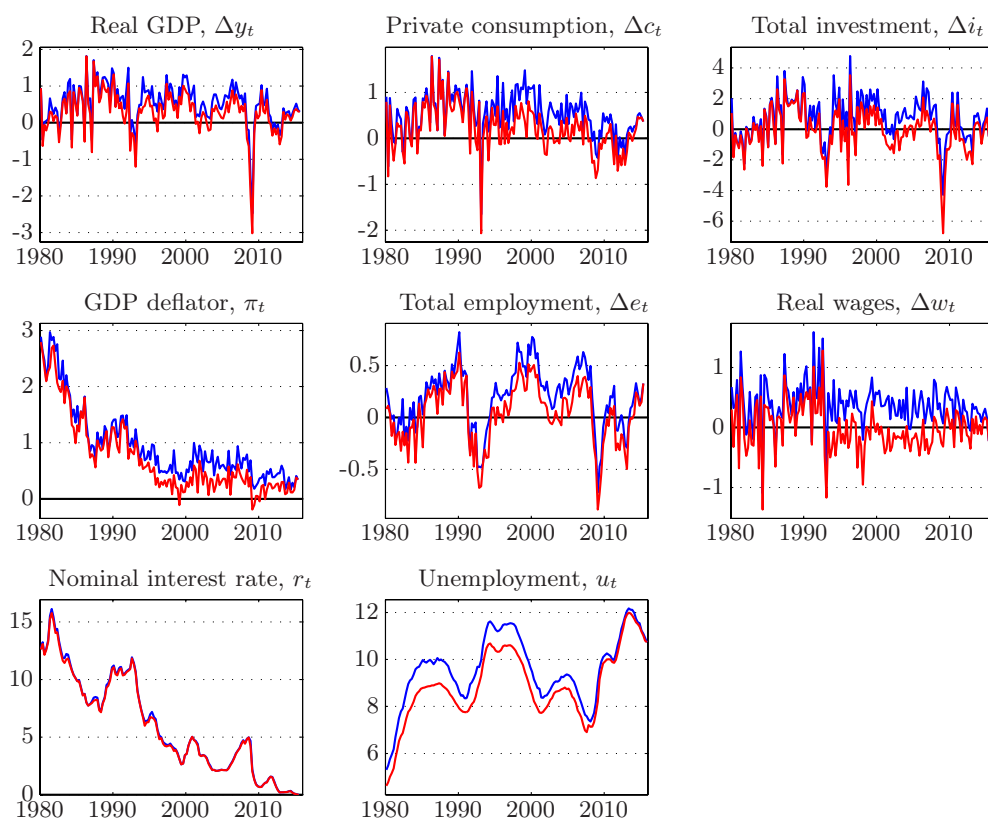 Real GDP, Δy_t
2
1
0
-1
-2
-3
1980 1990 2000 2010
Private consumption, Δc_t
1
0
-1
-2
1980 1990 2000 2010
Total investment, Δi_t
4
2
0
-2
-4
-6
1980 1990 2000 2010
GDP deflator, π_t
3
2
1
0
1980 1990 2000 2010
Total employment, Δe_t
0.5
0
-0.5
1980 1990 2000 2010
Real wages, Δw_t
1
0
-1
1980 1990 2000 2010
Nominal interest rate, r_t
15
10
5
0
1980 1990 2000 2010
Unemployment, u_t
12
10
8
6
1980 1990 2000 2010